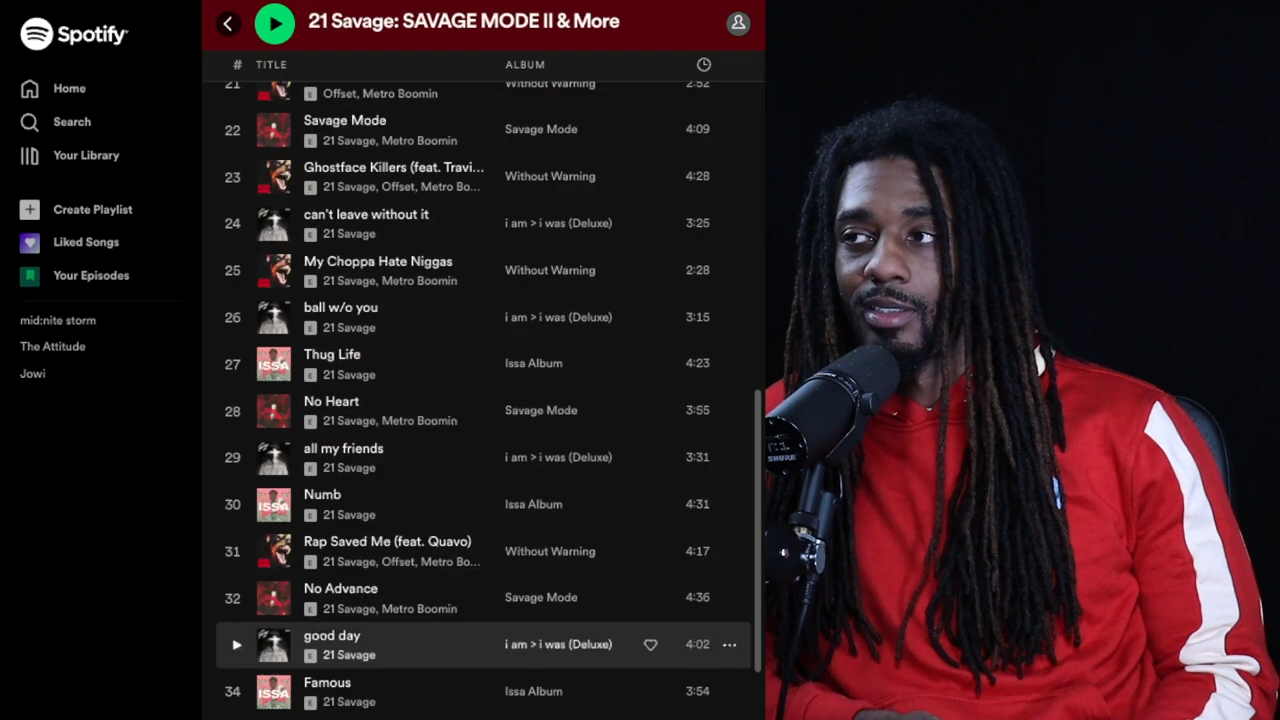 Spotify
Home
Search
Your Library
Create Playlist
Liked Songs
Your Episodes
mid:nite storm
The Attitude
Jowi
21 Savage: SAVAGE MODE II & More
# TITLE ALBUM
21 Without Warning 2:52
E Offset, Metro Boomin
22 Savage Mode Savage Mode 4:09
E 21 Savage, Metro Boomin
23 Ghostface Killers (feat. Travi... Without Warning 4:28
E 21 Savage, Offset, Metro Bo...
24 can't leave without it i am > i was (Deluxe) 3:25
E 21 Savage
25 My Choppa Hate Niggas Without Warning 2:28
E 21 Savage, Metro Boomin
26 ball w/o you i am > i was (Deluxe) 3:15
E 21 Savage
27 Thug Life Issa Album 4:23
E 21 Savage
28 No Heart Savage Mode 3:55
E 21 Savage, Metro Boomin
29 all my friends i am > i was (Deluxe) 3:31
E 21 Savage
30 Numb Issa Album 4:31
E 21 Savage
31 Rap Saved Me (feat. Quavo) Without Warning 4:17
E 21 Savage, Offset, Metro Bo...
32 No Advance Savage Mode 4:36
E 21 Savage, Metro Boomin
good day i am > i was (Deluxe) 4:02 ...
E 21 Savage
34 Famous Issa Album 3:54
E 21 Savage
ISSA
ISSA
ISSA
SHURE